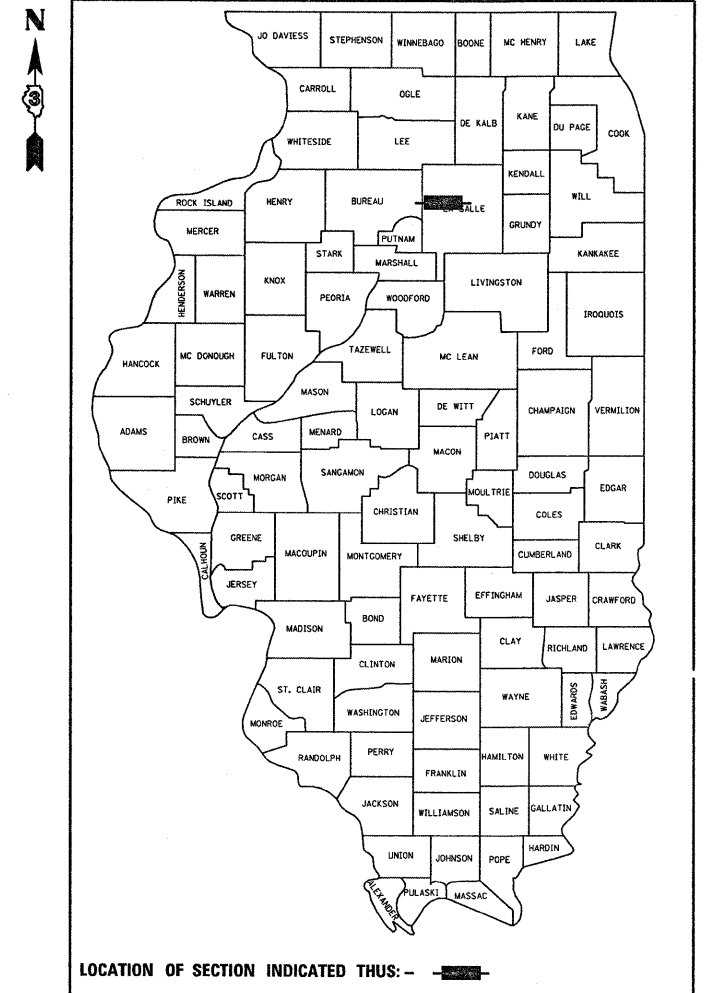 N
3
JO DAVIESS STEPHENSON WINNEBAGO BOONE MC HENRY LAKE
CARROLL OGLE
DE KALB KANE DU PAGE COOK
WHITESIDE LEE
KENDALL
ROCK ISLAND HENRY BUREAU SALLE WILL
GRUNDY
MERCER PUTNAM
STARK MARSHALL KANKAKEE
HENDERSON WARREN KNOX PEORIA WOODFORD LIVINGSTON IROQUOIS
TAZEWELL MC LEAN FORD
HANCOCK MC DONOUGH FULTON
MASON
SCHUYLER LOGAN DE WITT CHAMPAIGN VERMILION
ADAMS BROWN CASS MENARD PIATT
MACON
SANGAMON DOUGLAS
PIKE SCOTT MORGAN MOULTRIE EDGAR
CHRISTIAN COLES
GREENE MACOUPIN MONTGOMERY SHELBY CLARK
CALHOUN CUMBERLAND
JERSEY
FAYETTE EFFINGHAM JASPER CRAWFORD
MADISON BOND
CLAY RICHLAND LAWRENCE
CLINTON MARION
ST. CLAIR WAYNE EDWARDS WABASH
WASHINGTON JEFFERSON
MONROE
RANDOLPH PERRY HAMILTON WHITE
FRANKLIN
JACKSON WILLIAMSON SALINE GALLATIN
UNION JOHNSON POPE HARDIN
ALEXANDER PULASKI MASSAC
LOCATION OF SECTION INDICATED THUS: –